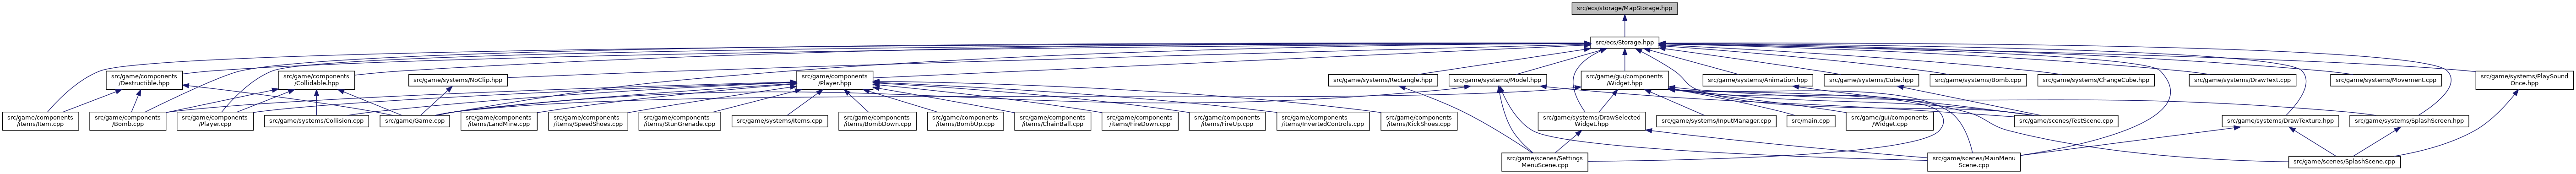 src/ecs/storage/MapStorage.hpp
src/ecs/Storage.hpp
src/game/components
/Destructible.hpp
src/game/components
/Collidable.hpp
src/game/systems/NoClip.hpp
src/game/components
/Player.hpp
src/game/systems/Rectangle.hpp
src/game/systems/Model.hpp
src/game/gui/components
/Widget.hpp
src/game/systems/Animation.hpp
src/game/systems/Cube.hpp
src/game/systems/Bomb.cpp
src/game/systems/ChangeCube.hpp
src/game/systems/DrawText.cpp
src/game/systems/Movement.cpp
src/game/systems/PlaySound
Once.hpp
src/game/components
/items/Item.cpp
src/game/components
/Bomb.cpp
src/game/components
/Player.cpp
src/game/systems/Collision.cpp
src/game/Game.cpp
src/game/components
/items/LandMine.cpp
src/game/components
/items/SpeedShoes.cpp
src/game/components
/items/StunGrenade.cpp
src/game/systems/Items.cpp
src/game/components
/items/BombDown.cpp
src/game/components
/items/BombUp.cpp
src/game/components
/items/ChainBall.cpp
src/game/components
/items/FireDown.cpp
src/game/components
/items/FireUp.cpp
src/game/components
/items/InvertedControls.cpp
src/game/components
/items/KickShoes.cpp
src/game/systems/DrawSelected
Widget.hpp
src/game/systems/InputManager.cpp
src/main.cpp
src/game/gui/components
/Widget.cpp
src/game/scenes/TestScene.cpp
src/game/systems/DrawTexture.hpp
src/game/systems/SplashScreen.hpp
src/game/scenes/Settings
MenuScene.cpp
src/game/scenes/MainMenu
Scene.cpp
src/game/scenes/SplashScene.cpp